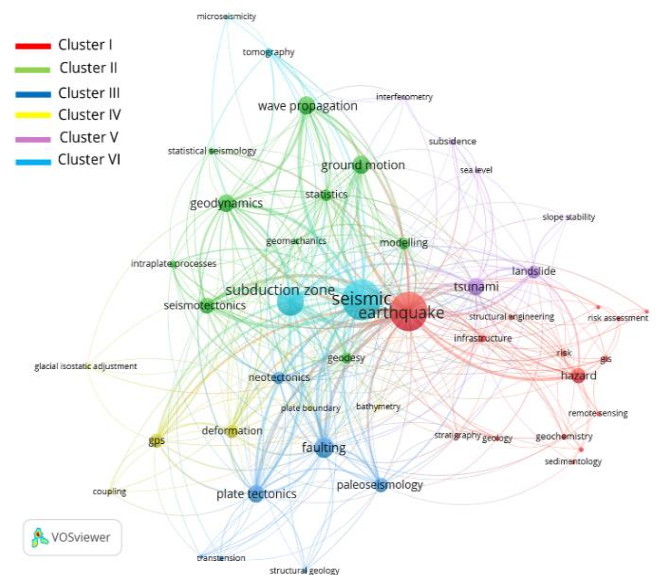 microseismicity
Cluster I
tomography
Cluster II
Cluster III
wave propagation
interferometry
Cluster IV
Cluster V
subsidence
statistical seismology
Cluster VI
ground motion
sea level
statistics
geodynamics
slope stability
geomechanics
modelling
intraplate processes
landslide
subduction zone
tsunami
seismic
seismotectonics
earthquake
structural engineering
risk assessment
infrastructure
geodesy
risk
gis
glacial isostatic adjustment
neotectonics
hazard
plate boundary
bathymetry
remote sensing
deformation
gps
stratigraphy
geology
geochemistry
faulting
sedimentology
paleoseismology
coupling
plate tectonics
VOSviewer
transtension
structural geology